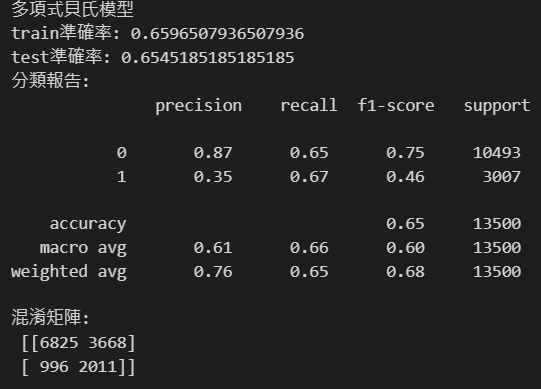 多項式貝氏模型
train準確率: 0.6596507936507936
test準確率: 0.6545185185185185
分類報告:
precision recall f1-score support
0 0.87 0.65 0.75 10493
1 0.35 0.67 0.46 3007
accuracy 0.65 13500
macro avg 0.61 0.66 0.60 13500
weighted avg 0.76 0.65 0.68 13500
混淆矩陣:
[[6825 3668]
[ 996 2011]]